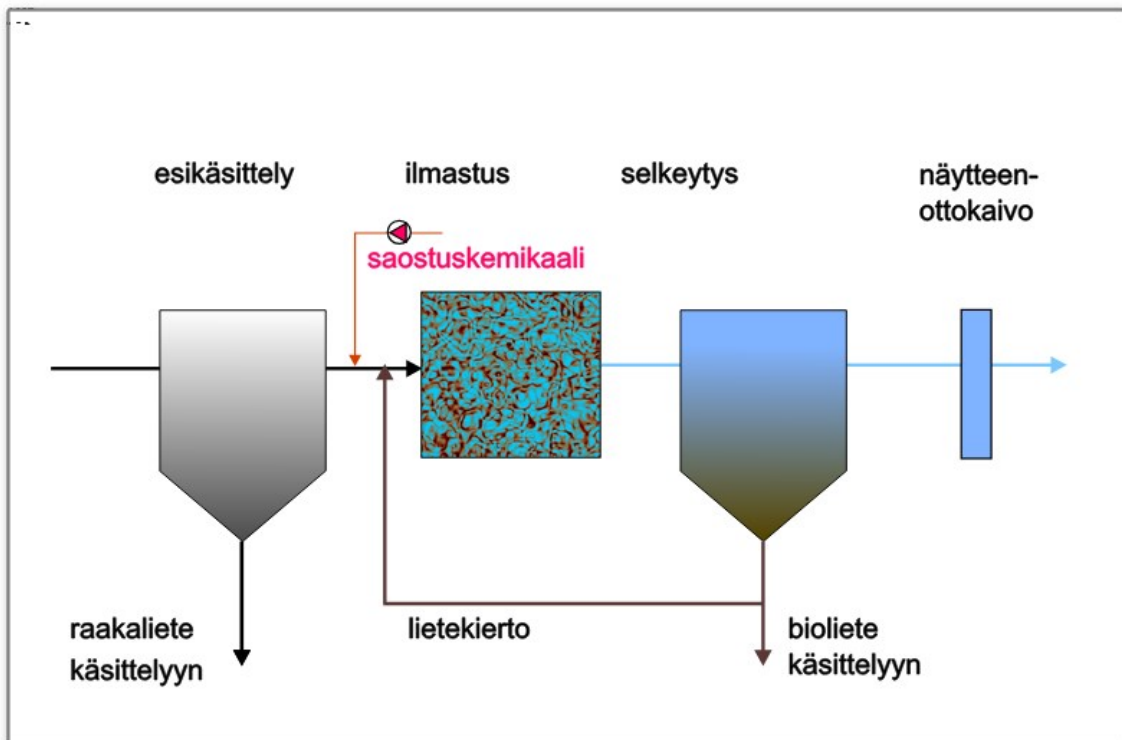 esikäsittely
ilmastus
selkeytys
näytteen-
ottokaivo
saostuskemikaali
raakaliete
käsittelyyn
lietekierto
bioliete
käsittelyyn